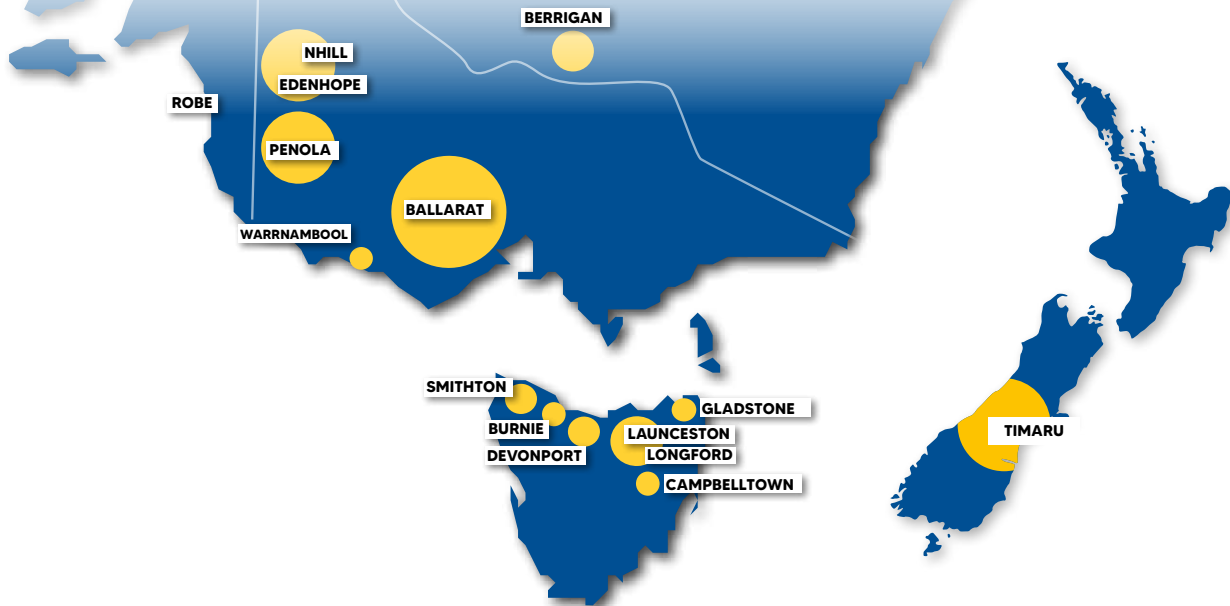 BERRIGAN
NHILL
EDENHOPE
ROBE
PENOLA
BALLARAT
WARRNAMBOOL
SMITHTON
GLADSTONE
BURNIE
LAUNCESTON
TIMARU
DEVONPORT
LONGFORD
CAMPBELLTOWN